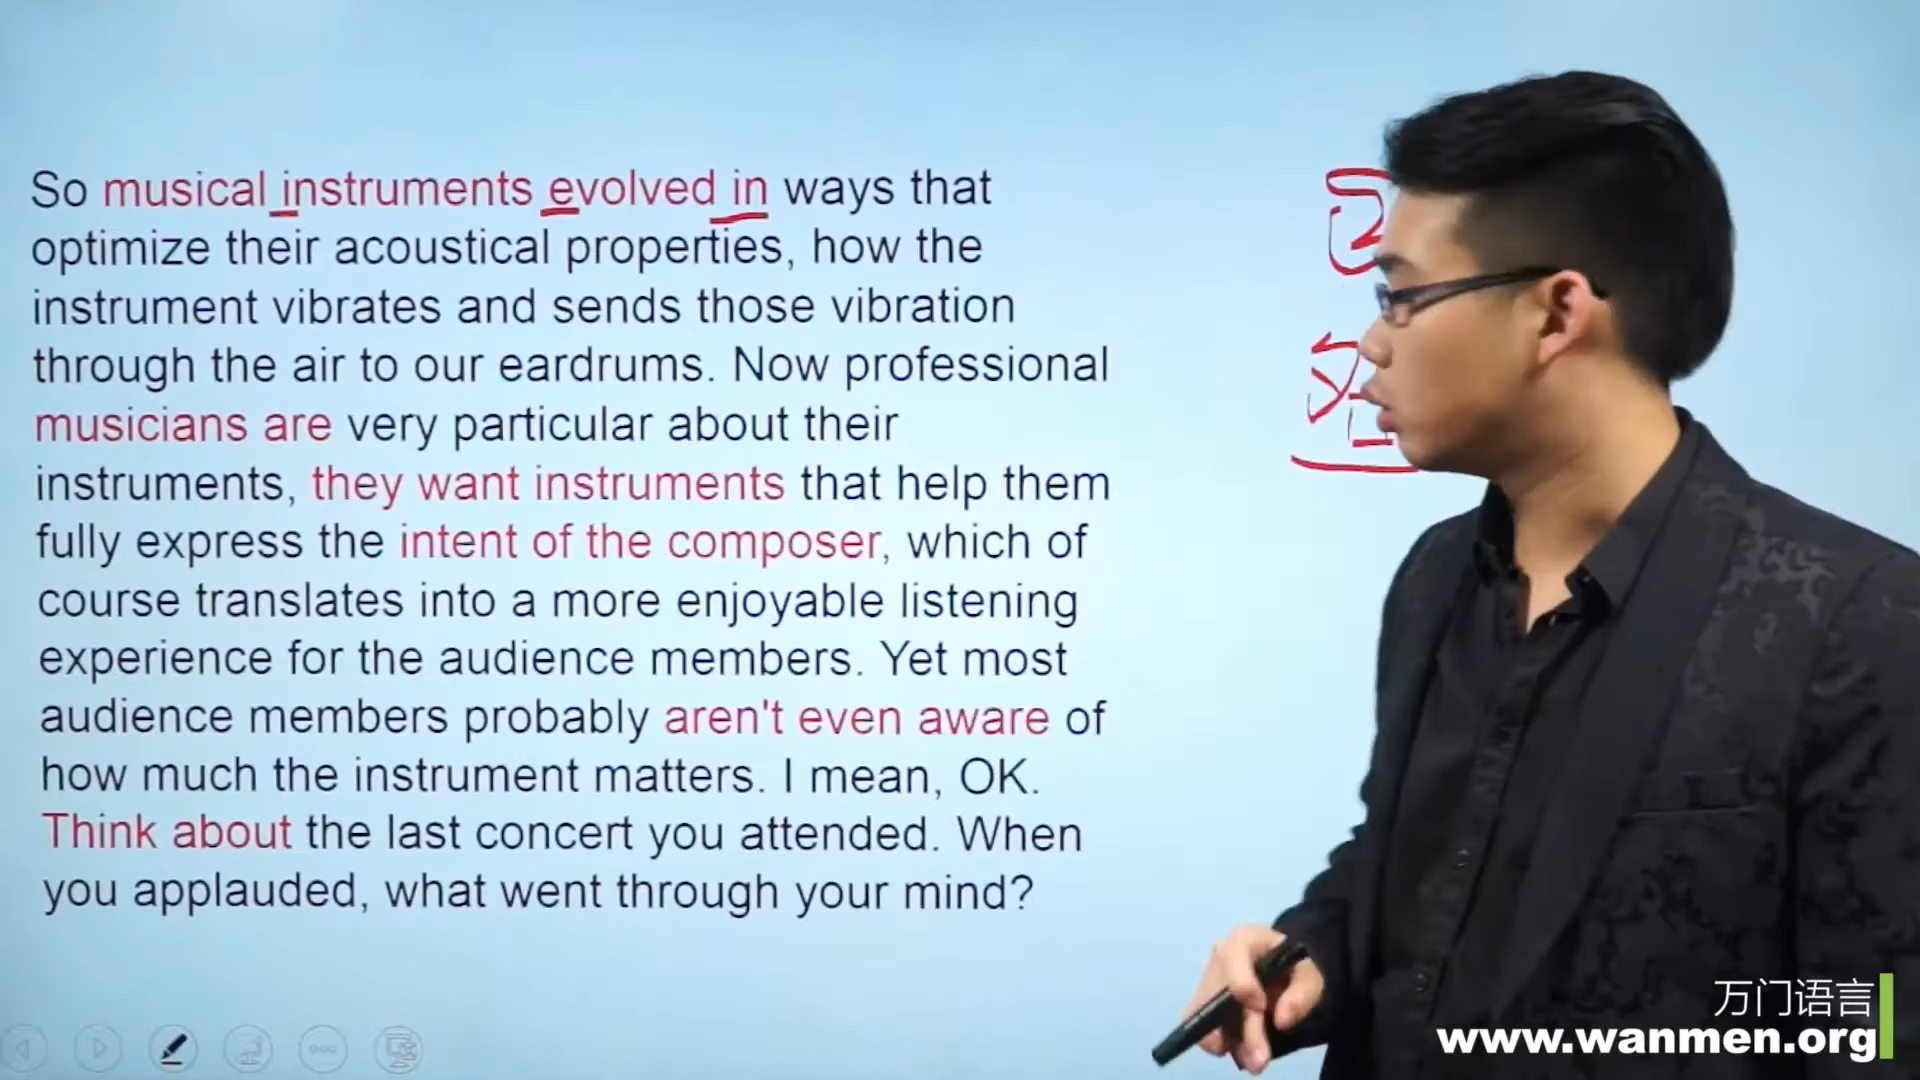 So musical instruments evolved in ways that
optimize their acoustical properties, how the
instrument vibrates and sends those vibration
through the air to our eardrums. Now professional
musicians are very particular about their
instruments, they want instruments that help them
fully express the intent of the composer, which of
course translates into a more enjoyable listening
experience for the audience members. Yet most
audience members probably aren't even aware of
how much the instrument matters. I mean, OK.
Think about the last concert you attended. When
you applauded, what went through your mind?
万门语言
www.wanmen.org